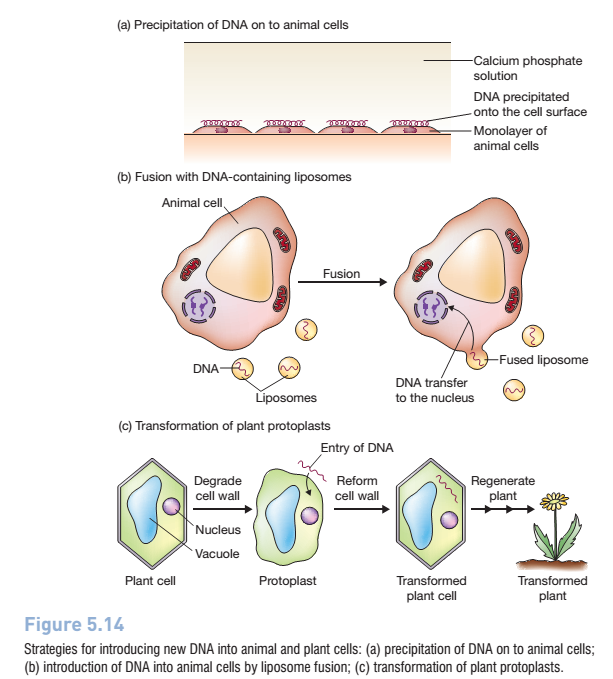 (a) Precipitation of DNA on to animal cells
Calcium phosphate
solution
DNA precipitated
onto the cell surface
Monolayer of
animal cells
(b) Fusion with DNA-containing liposomes
Animal cell
Fusion
DNA
Liposomes
Fused liposome
DNA transfer
to the nucleus
(c) Transformation of plant protoplasts
Entry of DNA
Degrade
cell wall
Reform
cell wall
Regenerate
plant
Nucleus
Vacuole
Plant cell
Protoplast
Transformed
plant cell
Transformed
plant
Figure 5.14
Strategies for introducing new DNA into animal and plant cells: (a) precipitation of DNA on to animal cells;
(b) introduction of DNA into animal cells by liposome fusion; (c) transformation of plant protoplasts.